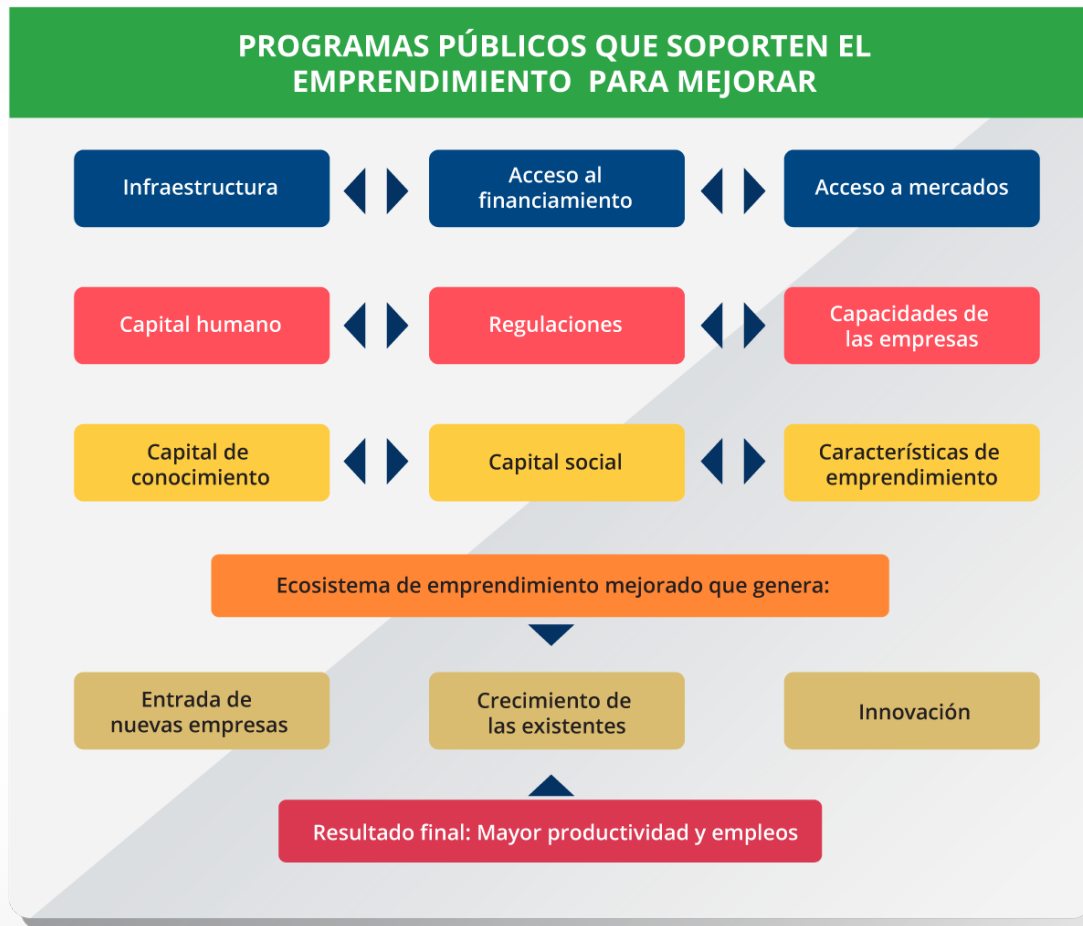 PROGRAMAS PÚBLICOS QUE SOPORTEN EL
EMPRENDIMIENTO PARA MEJORAR
Infraestructura
Acceso al
financiamiento
Acceso a mercados
Capital humano
Regulaciones
Capacidades de
las empresas
Capital de
conocimiento
Capital social
Características de
emprendimiento
Ecosistema de emprendimiento mejorado que genera:
Entrada de
nuevas empresas
Crecimiento de
las existentes
Innovación
Resultado final: Mayor productividad y empleos